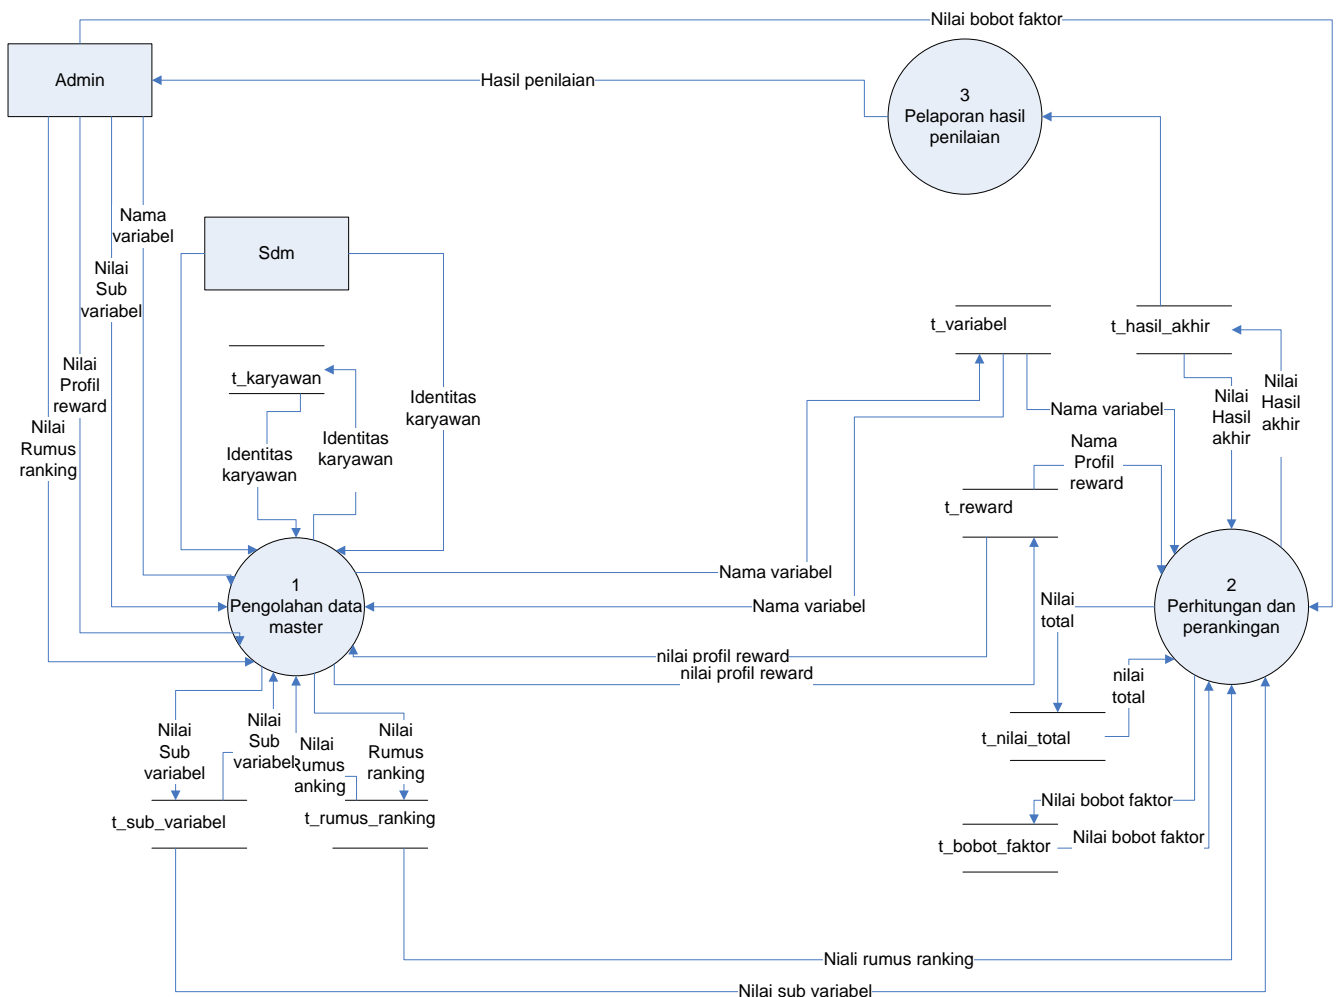 Nilai bobot faktor
Admin
Hasil penilaian
3
Pelaporan hasil
penilaian
Nama
variabel
Sdm
Nilai
Sub
variabel
t_variabel
t_hasil_akhir
Nilai
Profil
reward
t_karyawan
Identitas
karyawan
Nilai
Hasil
akhir
Nilai
Hasil
akhir
Nama variabel
Nilai
Rumus
ranking
Identitas
karyawan
Identitas
karyawan
Nama
Profil
reward
t_reward
1
Pengolahan data
master
Nama variabel
Nama variabel
Nilai
total
2
Perhitungan dan
perankingan
nilai profil reward
nilai profil reward
nilai
total
Nilai
Sub
variabel
Nilai
Sub
variabel
Nilai
Rumus
anking
Nilai
Rumus
ranking
t_nilai_total
t_sub_variabel
t_rumus_ranking
Nilai bobot faktor
Nilai bobot faktor
t_bobot_faktor
Niali rumus ranking
Nilai sub variabel